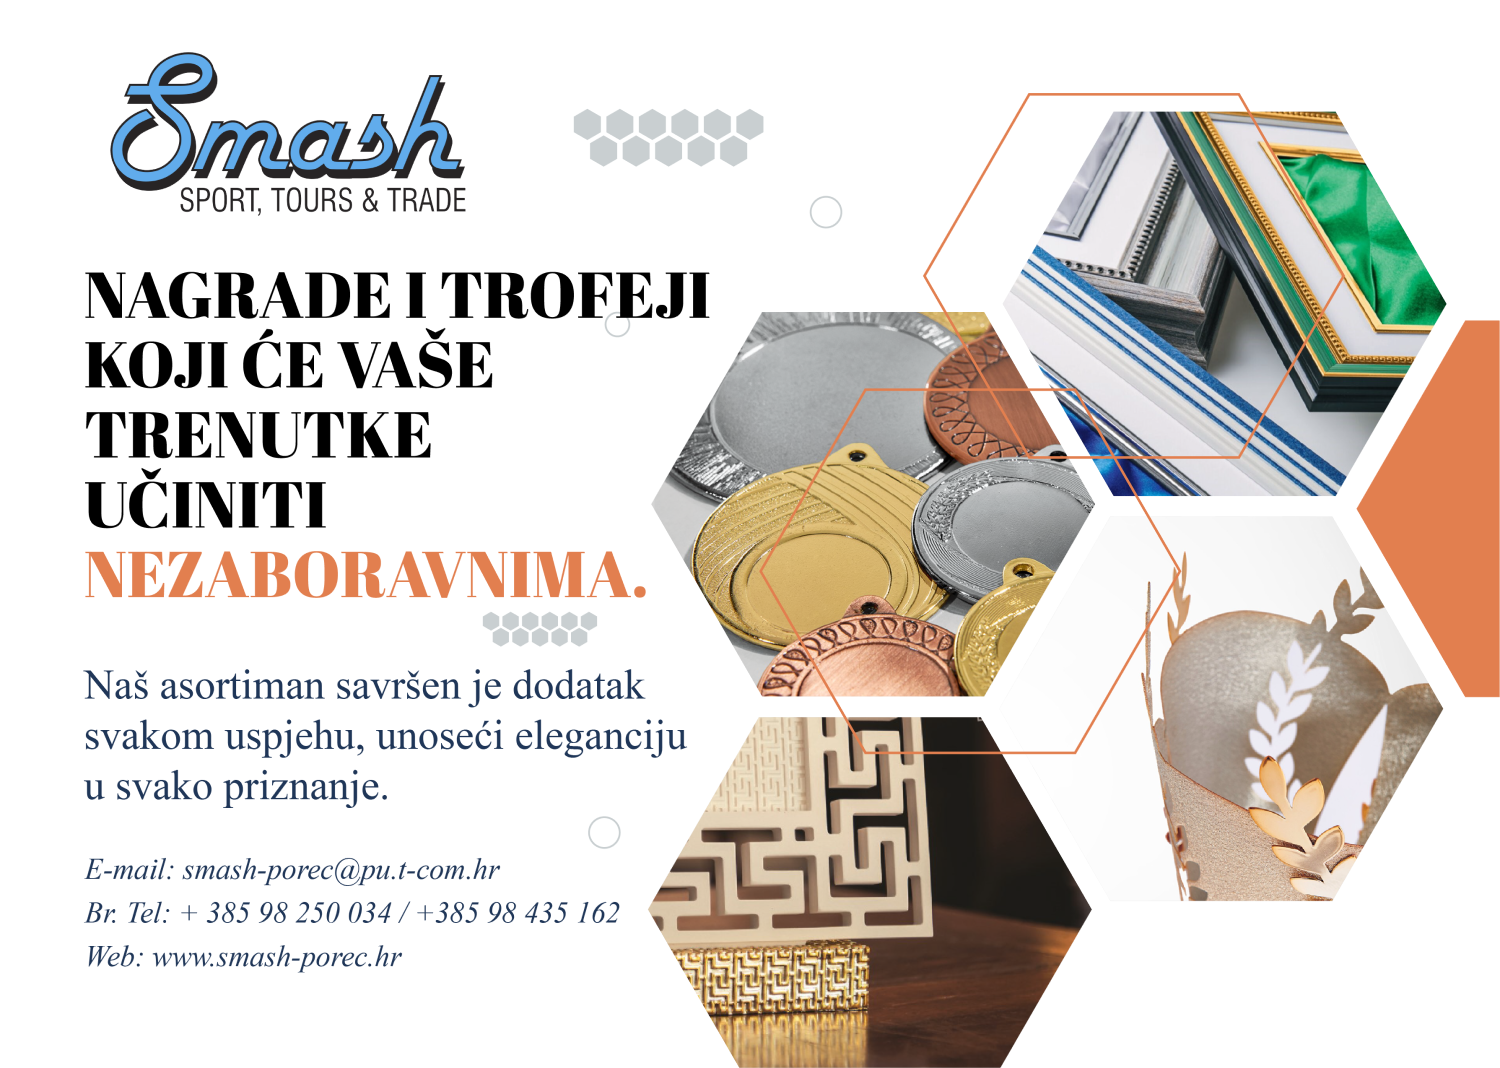 Smash
SPORT, TOURS & TRADE
NAGRADE I TROFEJI
KOJI ĆE VAŠE
TRENUTKE
UČINITI
NEZABORAVNIMA.
Naš asortiman savršen je dodatak
svakom uspjehu, unoseći eleganciju
u svako priznanje.
E-mail: smash-porec@pu.t-com.hr
Br. Tel: + 385 98 250 034 / +385 98 435 162
Web: www.smash-porec.hr